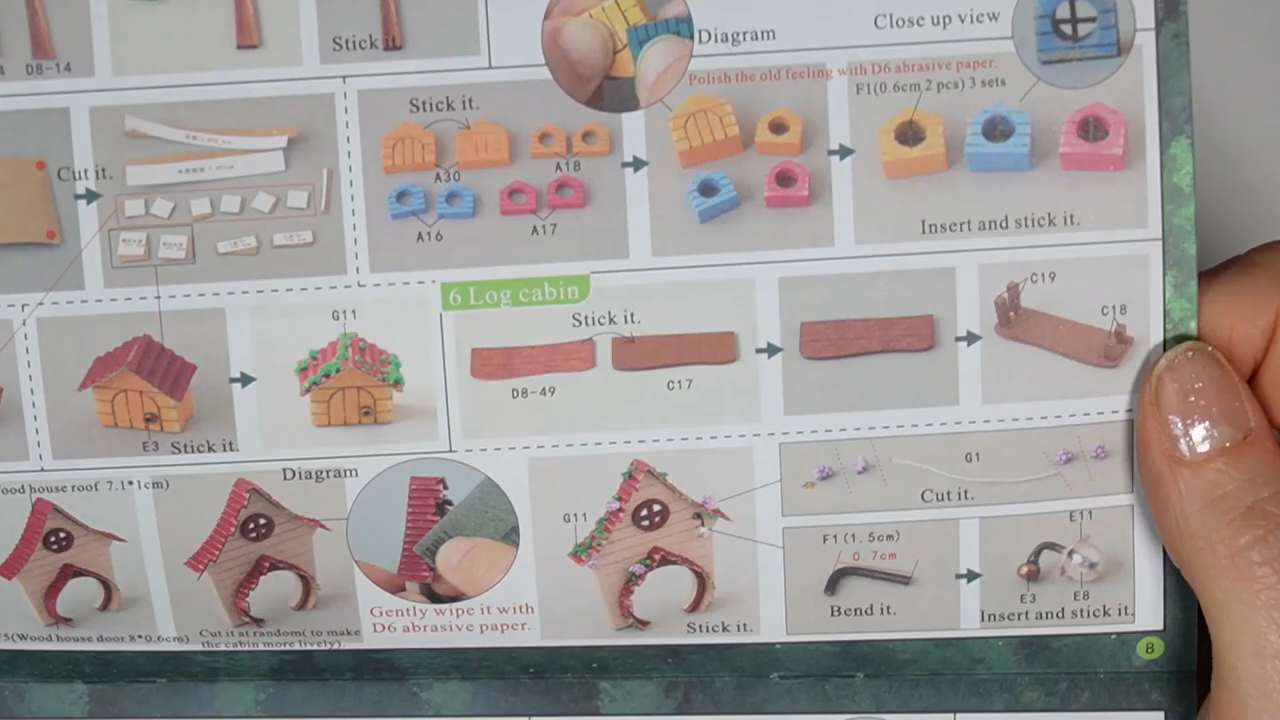 D8-14
Stick it.
Diagram
Close up view
Polish the old feeling with D6 abrasive paper.
F1(0.6cm 2 pcs) 3 sets
Cut it.
Stick it.
A30
A18
A16
A17
Insert and stick it.
6 Log cabin
G11
Stick it.
D8-49
C17
C19
C18
E3
Stick it.
Diagram
ood house roof 7.1*1cm)
5(Wood house door 8*0.6cm)
Cut it at random( to make
the cabin more lively).
Gently wipe it with
D6 abrasive paper.
G11
Stick it.
G1
Cut it.
F1(1.5cm)
0.7cm
Bend it.
E11
E3
E8
Insert and stick it.
8